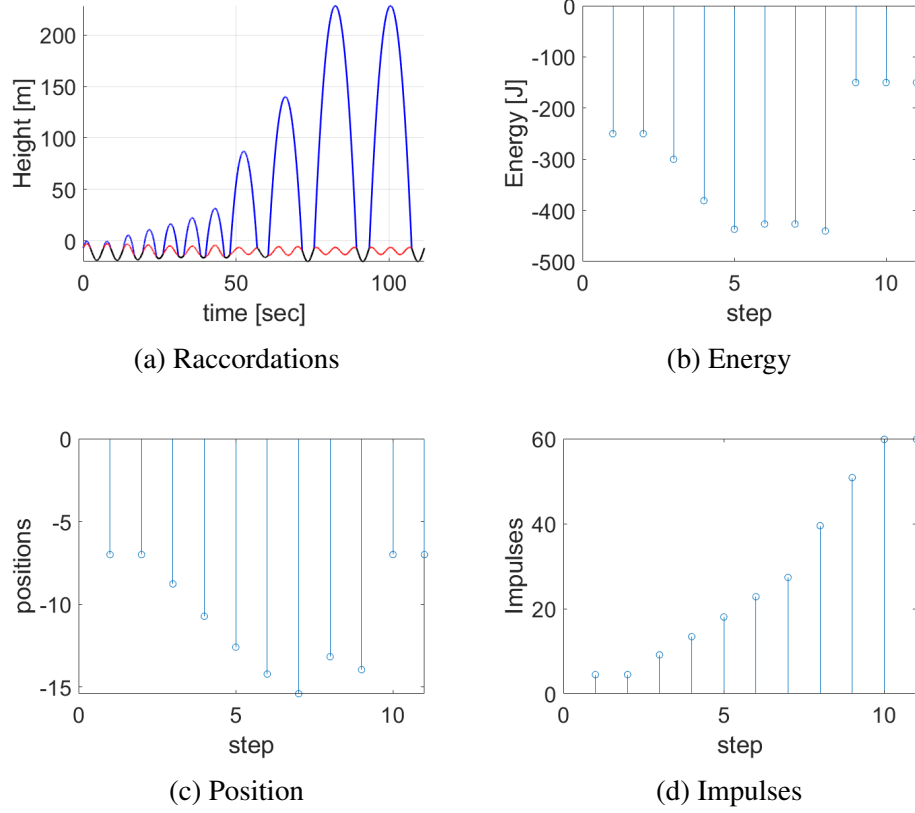 200
150
100
50
0
Height [m]
0
50
100
time [sec]
(a) Raccordations
0
-100
-200
-300
-400
-500
Energy [J]
0
5
10
step
(b) Energy
0
-5
-10
-15
positions
0
5
10
step
(c) Position
60
40
20
0
Impulses
0
5
10
step
(d) Impulses